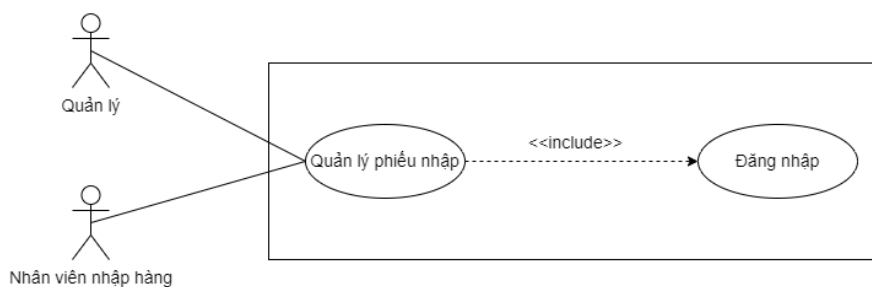 Quản lý
<<include>>
Quản lý phiếu nhập
Đăng nhập
Nhân viên nhập hàng